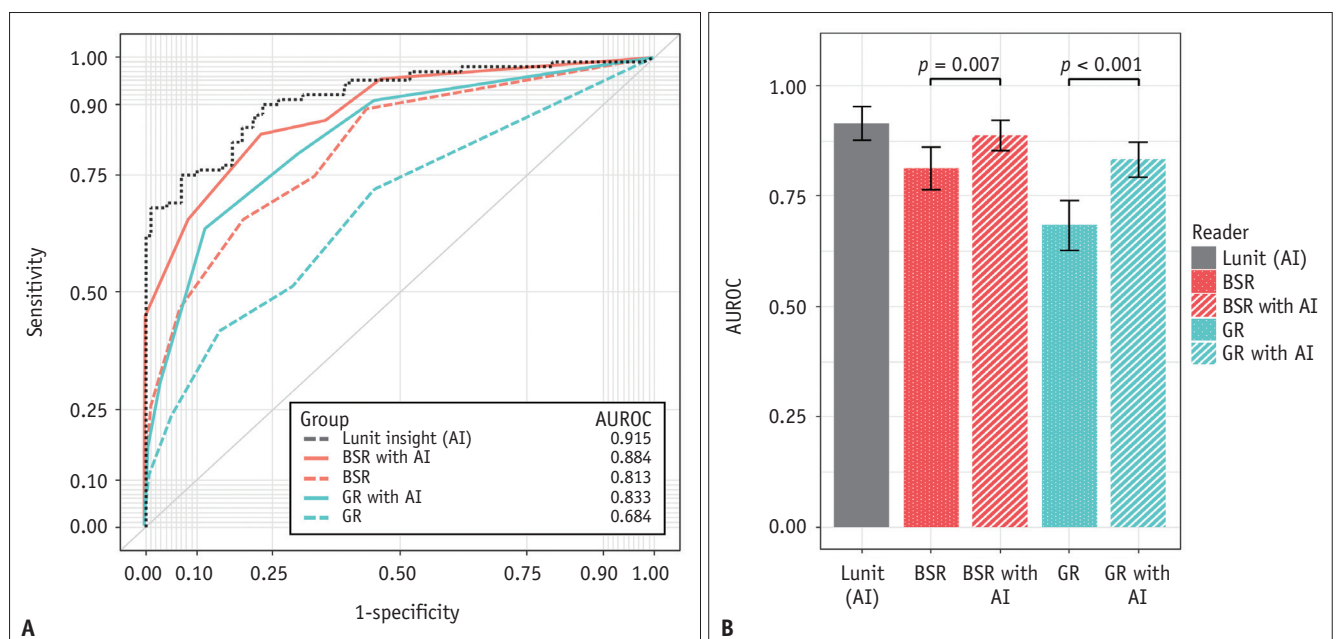 1.00
0.90
0.75
0.50
0.25
0.10
0.00
Sensitivity
Group AUROC
Lunit insight (AI) 0.915
BSR with AI 0.884
BSR 0.813
GR with AI 0.833
GR 0.684
0.00 0.10 0.25 0.50 0.75 0.90 1.00
1-specificity
A
p = 0.007 p < 0.001
1.00
0.75
0.50
0.25
0.00
AUROC
Lunit (AI) BSR BSR with AI GR GR with AI
Reader
Lunit (AI)
BSR
BSR with AI
GR
GR with AI
B